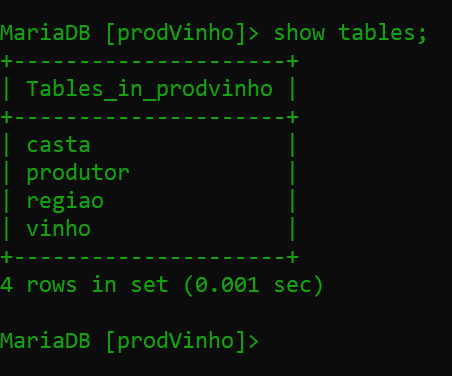 MariaDB [prodVinho]> show tables;
+---------------------+
| Tables_in_prodvinho |
+---------------------+
| casta               |
| produtor            |
| regiao              |
| vinho               |
+---------------------+
4 rows in set (0.001 sec)
MariaDB [prodVinho]>